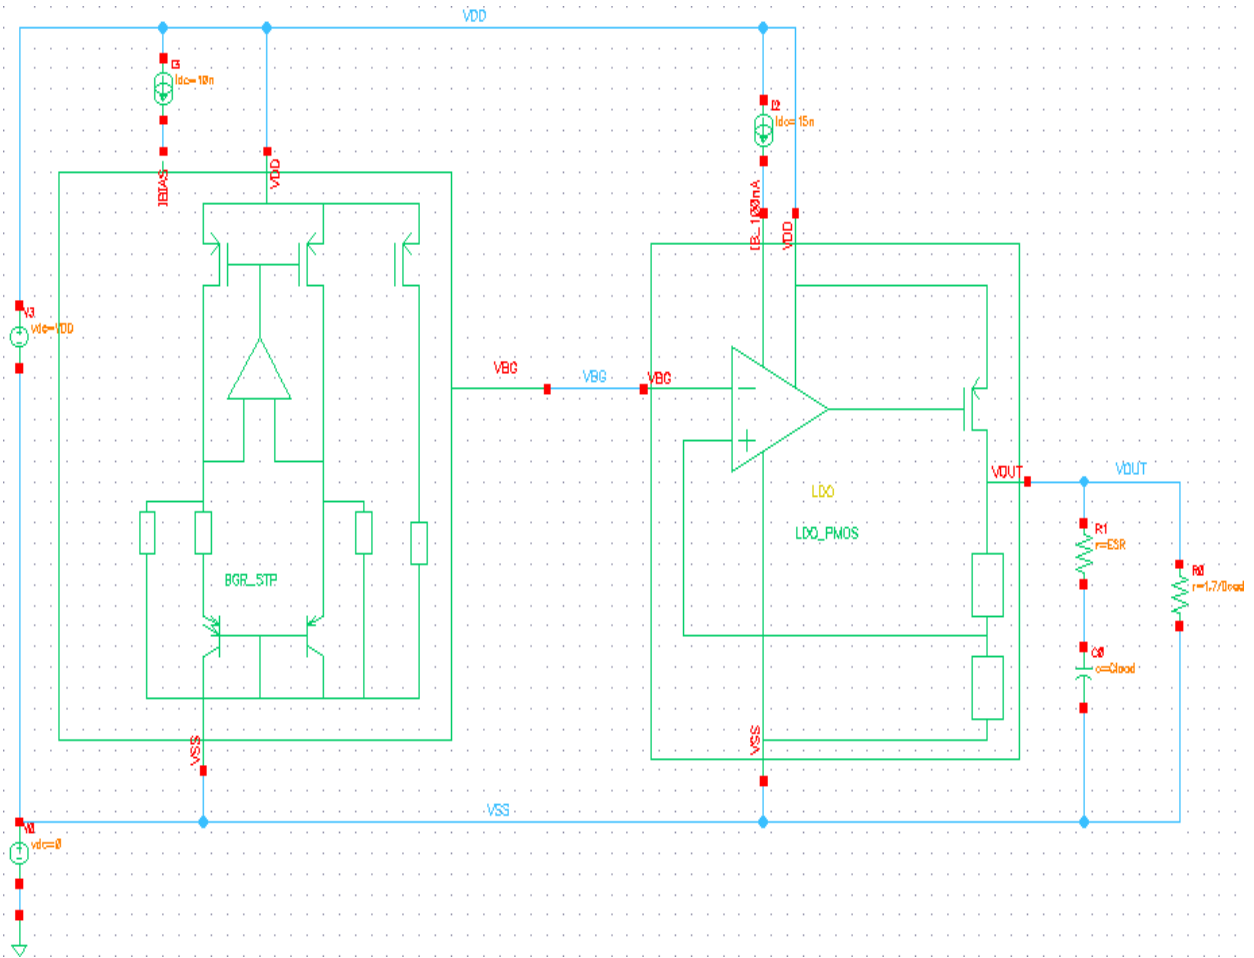 VDD
I3
idc=10n
I2
idc=15n
IBIAS
VDD
IB_100nA
VDD
V3
vdc=VDD
VBG
VBG
VBG
VOUT
VOUT
LDO
LDO_PMOS
R1
r=ESR
R0
BGR_STP
C0
c=Cload
VSS
VSS
VSS
vdc=0